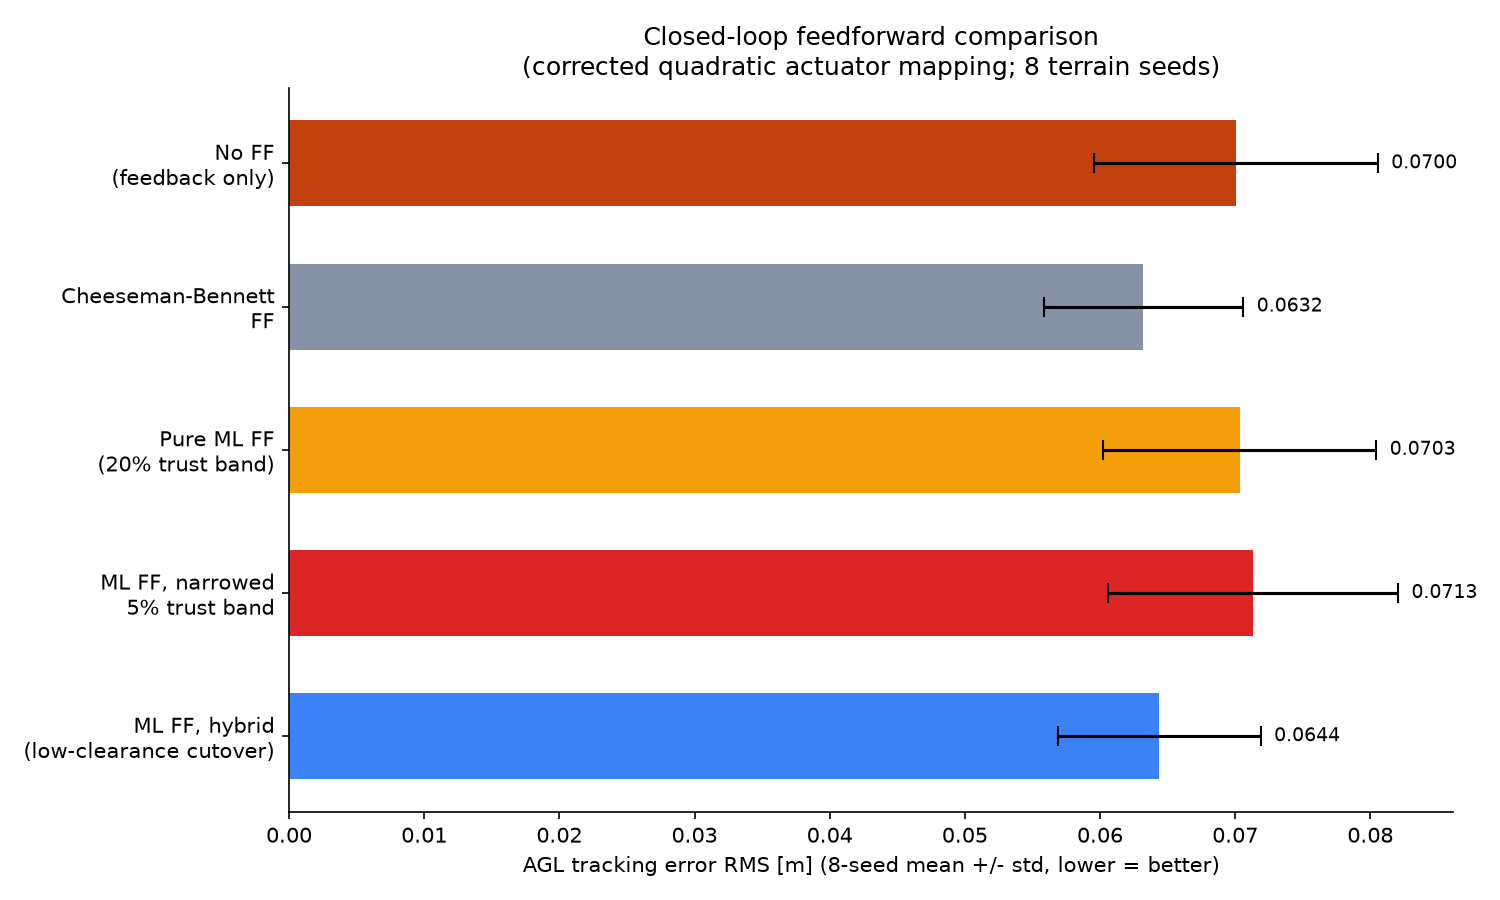 Closed-loop feedforward comparison
(corrected quadratic actuator mapping; 8 terrain seeds)
No FF
(feedback only)
0.0700
Cheeseman-Bennett
FF
0.0632
Pure ML FF
(20% trust band)
0.0703
ML FF, narrowed
5% trust band
0.0713
ML FF, hybrid
(low-clearance cutover)
0.0644
0.00 0.01 0.02 0.03 0.04 0.05 0.06 0.07 0.08
AGL tracking error RMS [m] (8-seed mean +/- std, lower = better)